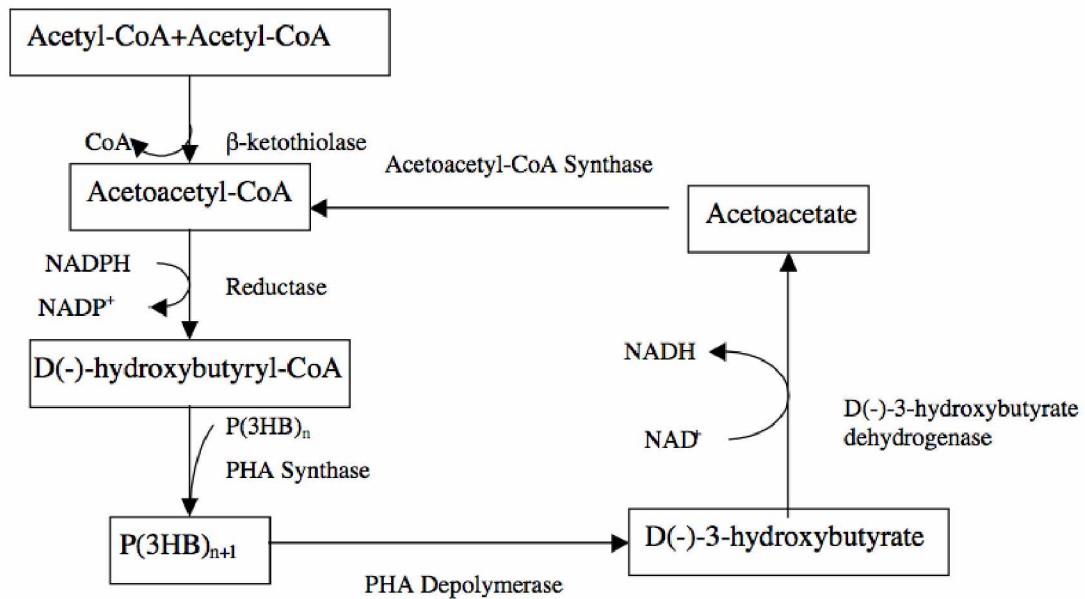 Acetyl-CoA+Acetyl-CoA
CoA
β-ketothiolase
Acetoacetyl-CoA Synthase
Acetoacetyl-CoA
Acetoacetate
NADPH
Reductase
NADP⁺
NADH
D(-)-hydroxybutyryl-CoA
D(-)-3-hydroxybutyrate
dehydrogenase
P(3HB)ₙ
NAD⁺
PHA Synthase
P(3HB)ₙ₊₁
D(-)-3-hydroxybutyrate
PHA Depolymerase